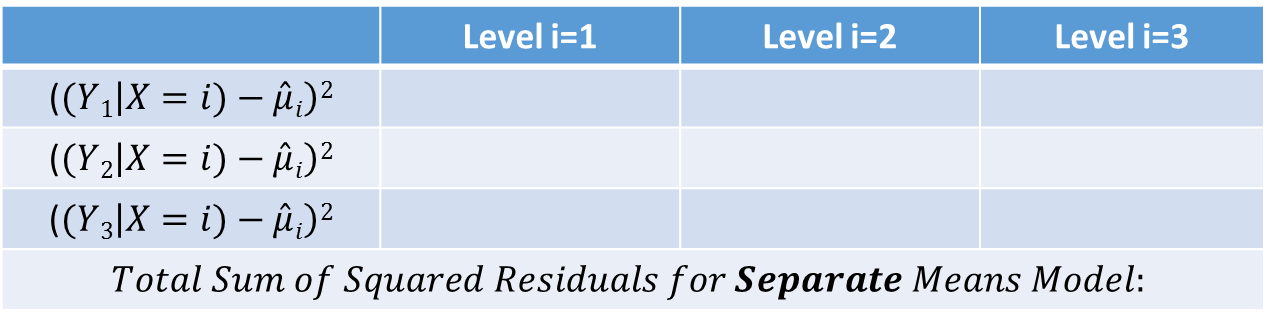 Level i=1 Level i=2 Level i=3
((Y₁|X = i) − μ̂ᵢ)²
((Y₂|X = i) − μ̂ᵢ)²
((Y₃|X = i) − μ̂ᵢ)²
Total Sum of Squared Residuals for Separate Means Model: